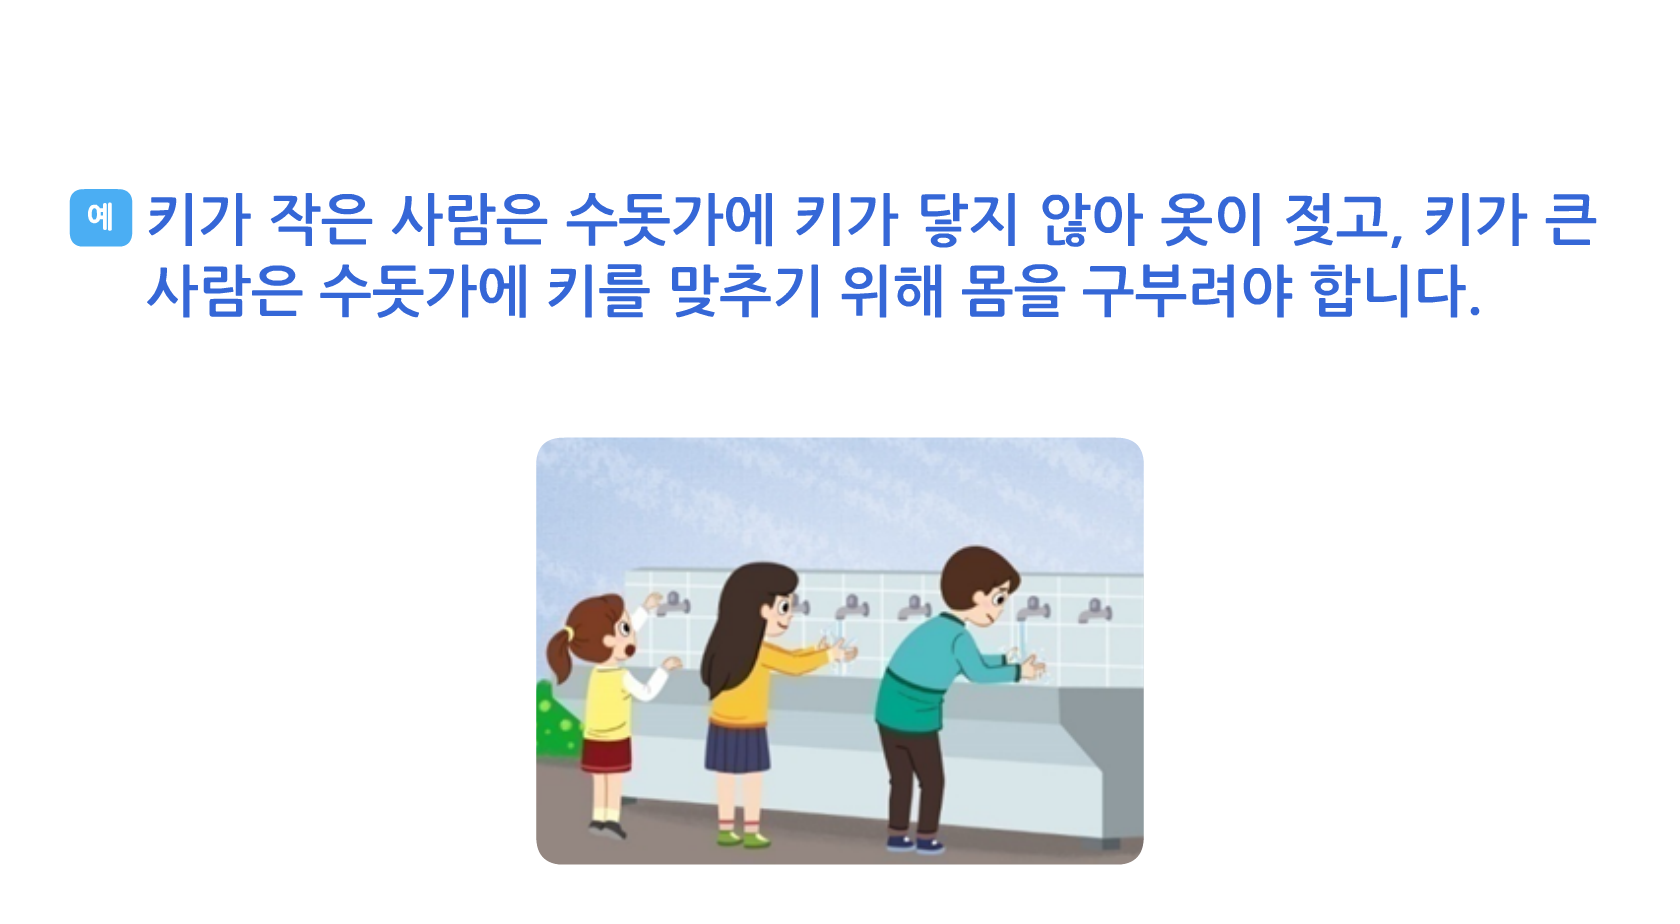 예 키가 작은 사람은 수돗가에 키가 닿지 않아 옷이 젖고, 키가 큰
사람은 수돗가에 키를 맞추기 위해 몸을 구부려야 합니다.